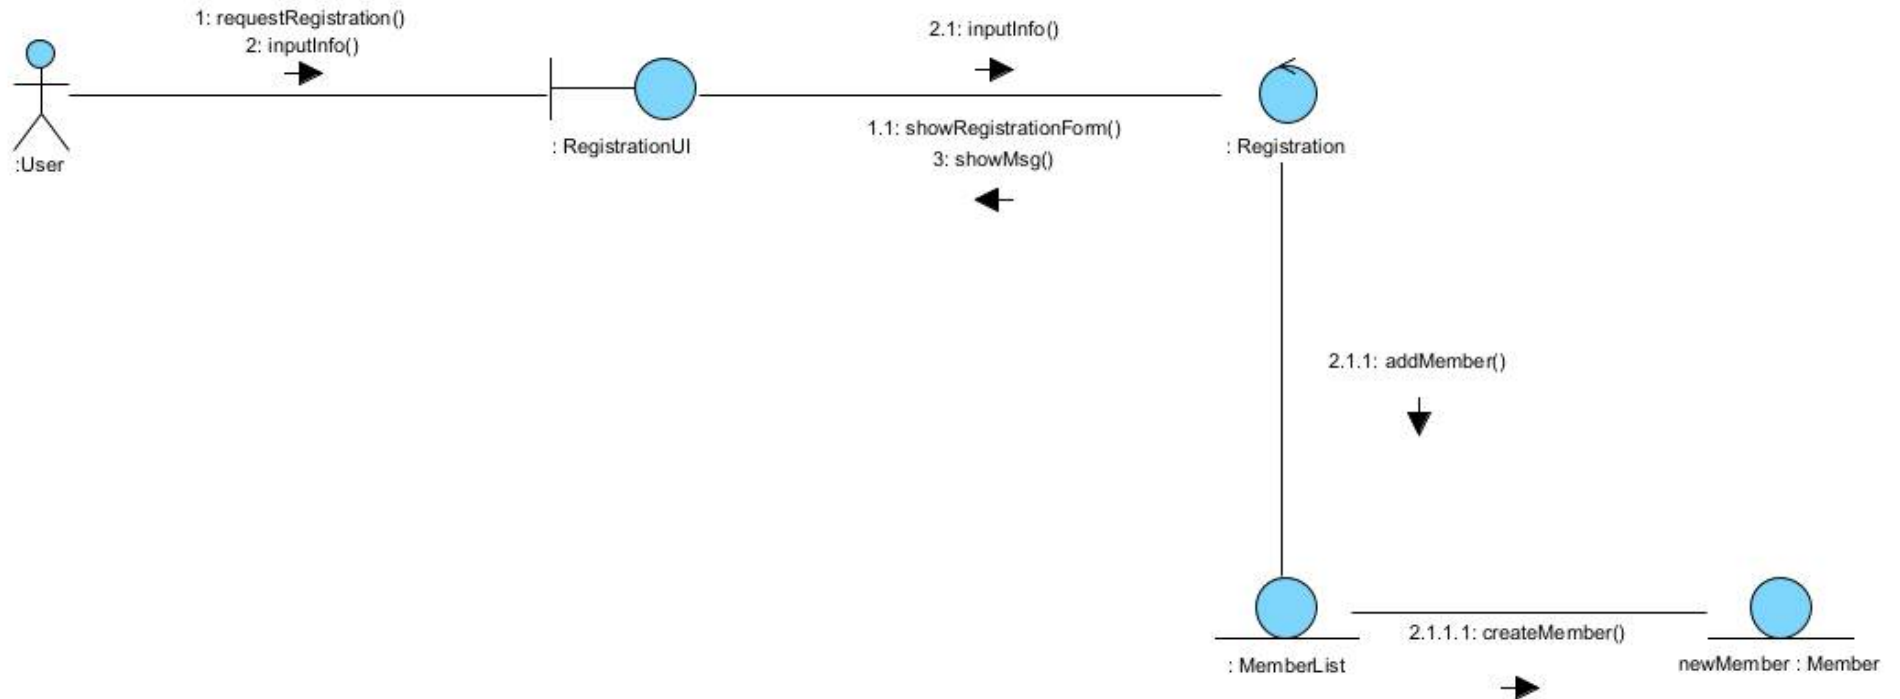 1: requestRegistration()
2: inputInfo()
2.1: inputInfo()
1.1: showRegistrationForm()
3: showMsg()
:User
: RegistrationUI
: Registration
2.1.1: addMember()
2.1.1.1: createMember()
: MemberList
newMember : Member